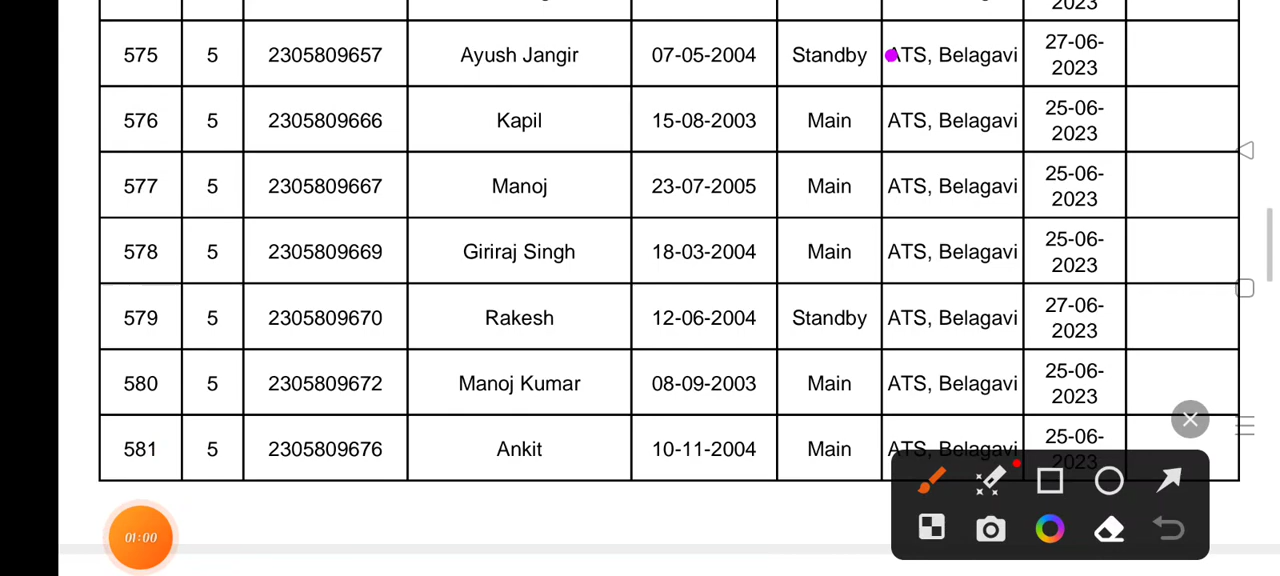 2023
575 5 2305809657 Ayush Jangir 07-05-2004 Standby ATS, Belagavi 27-06-2023
576 5 2305809666 Kapil 15-08-2003 Main ATS, Belagavi 25-06-2023
577 5 2305809667 Manoj 23-07-2005 Main ATS, Belagavi 25-06-2023
578 5 2305809669 Giriraj Singh 18-03-2004 Main ATS, Belagavi 25-06-2023
579 5 2305809670 Rakesh 12-06-2004 Standby ATS, Belagavi 27-06-2023
580 5 2305809672 Manoj Kumar 08-09-2003 Main ATS, Belagavi 25-06-2023
581 5 2305809676 Ankit 10-11-2004 Main ATS, Belagavi 25-06-2023
01:00